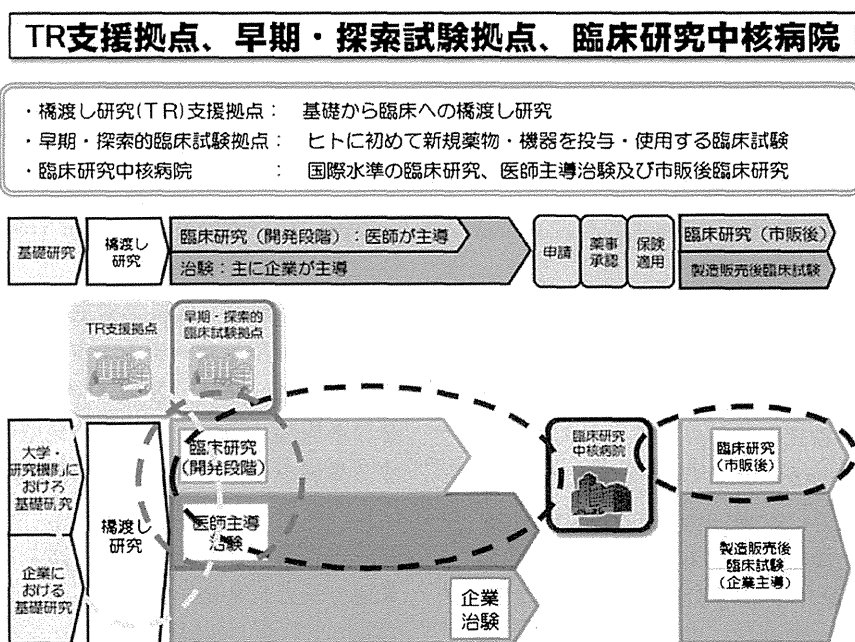 TR支援拠点、早期・探索試験拠点、臨床研究中核病院
・橋渡し研究(TR)支援拠点： 基礎から臨床への橋渡し研究
・早期・探索的臨床試験拠点： ヒトに初めて新規薬物・機器を投与・使用する臨床試験
・臨床研究中核病院 ： 国際水準の臨床研究、医師主導治験及び市販後臨床研究
基礎研究
橋渡し
研究
臨床研究（開発段階）：医師が主導
治験：主に企業が主導
申請
薬事
承認
保険
適用
臨床研究（市販後）
製造販売後臨床試験
TR支援拠点
早期・探索的
臨床試験拠点
大学・
研究機関に
おける
基礎研究
企業に
おける
基礎研究
橋渡し
研究
臨床研究
（開発段階）
医師主導
治験
企業
治験
臨床研究
中核病院
臨床研究
（市販後）
製造販売後
臨床試験
（企業主導）